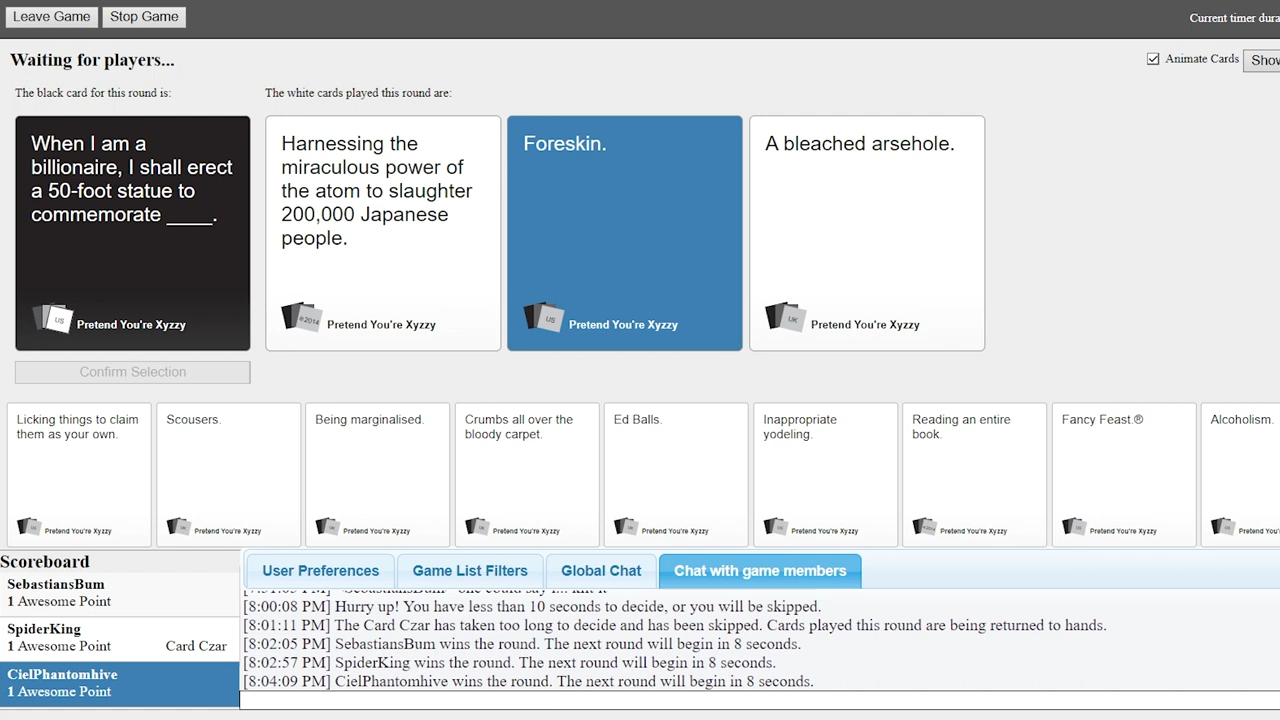 Leave Game Stop Game
Current timer dura
Waiting for players...
Animate Cards Show
The black card for this round is:
The white cards played this round are:
When I am a
billionaire, I shall erect
a 50-foot statue to
commemorate ____.
US Pretend You're Xyzzy
Harnessing the
miraculous power of
the atom to slaughter
200,000 Japanese
people.
2014 Pretend You're Xyzzy
Foreskin.
US Pretend You're Xyzzy
A bleached arsehole.
UK Pretend You're Xyzzy
Confirm Selection
Licking things to claim
them as your own.
Pretend You're Xyzzy
Scousers.
Pretend You're Xyzzy
Being marginalised.
Pretend You're Xyzzy
Crumbs all over the
bloody carpet.
Pretend You're Xyzzy
Ed Balls.
Pretend You're Xyzzy
Inappropriate
yodeling.
Pretend You're Xyzzy
Reading an entire
book.
Pretend You're Xyzzy
Fancy Feast.®
Pretend You're Xyzzy
Alcoholism.
Pretend You
Scoreboard
SebastiansBum
1 Awesome Point
SpiderKing
1 Awesome Point Card Czar
CielPhantomhive
1 Awesome Point
User Preferences Game List Filters Global Chat Chat with game members
[8:00:08 PM] Hurry up! You have less than 10 seconds to decide, or you will be skipped.
[8:01:11 PM] The Card Czar has taken too long to decide and has been skipped. Cards played this round are being returned to hands.
[8:02:05 PM] SebastiansBum wins the round. The next round will begin in 8 seconds.
[8:02:57 PM] SpiderKing wins the round. The next round will begin in 8 seconds.
[8:04:09 PM] CielPhantomhive wins the round. The next round will begin in 8 seconds.